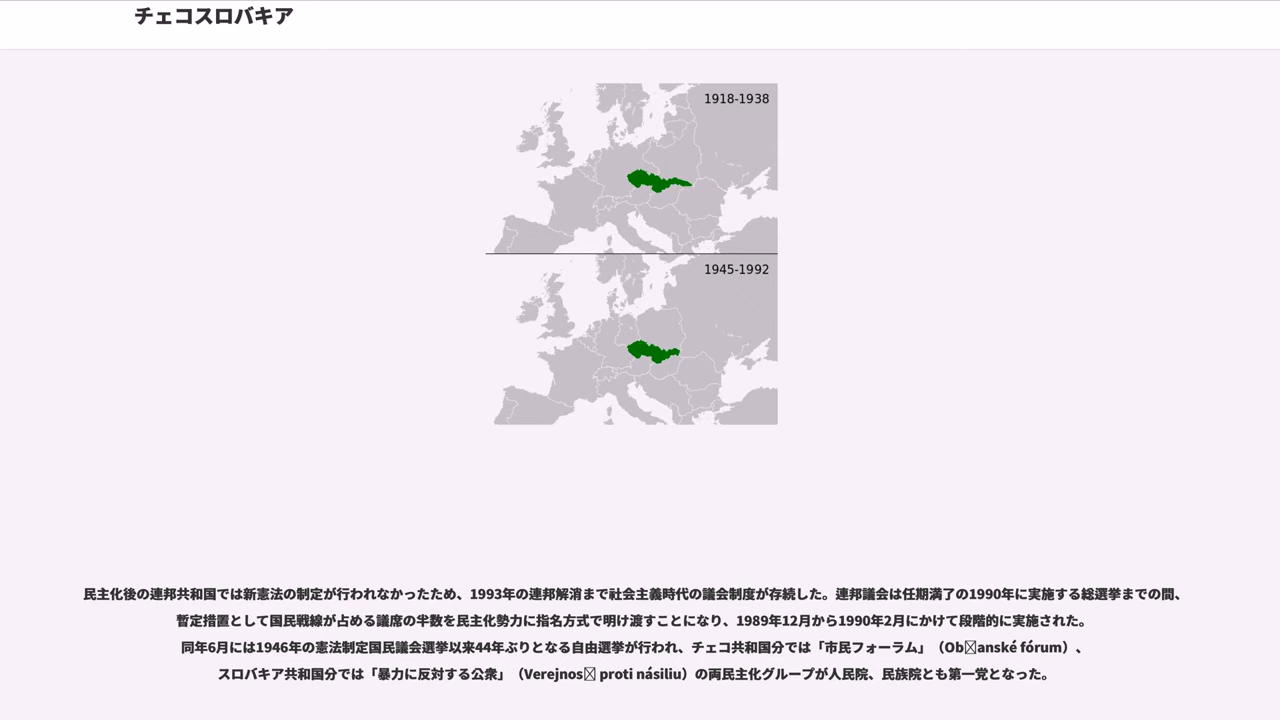 チェコスロバキア
1918-1938
1945-1992
民主化後の連邦共和国では新憲法の制定が行われなかったため、1993年の連邦解消まで社会主義時代の議会制度が存続した。連邦議会は任期満了の1990年に実施する総選挙までの間、
暫定措置として国民戦線が占める議席の半数を民主化勢力に指名方式で明け渡すことになり、1989年12月から1990年2月にかけて段階的に実施された。
同年6月には1946年の憲法制定国民議会選挙以来44年ぶりとなる自由選挙が行われ、チェコ共和国分では「市民フォーラム」（Ob□anské fórum）、
スロバキア共和国分では「暴力に反対する公衆」（Verejnos□ proti násiliu）の両民主化グループが人民院、民族院とも第一党となった。